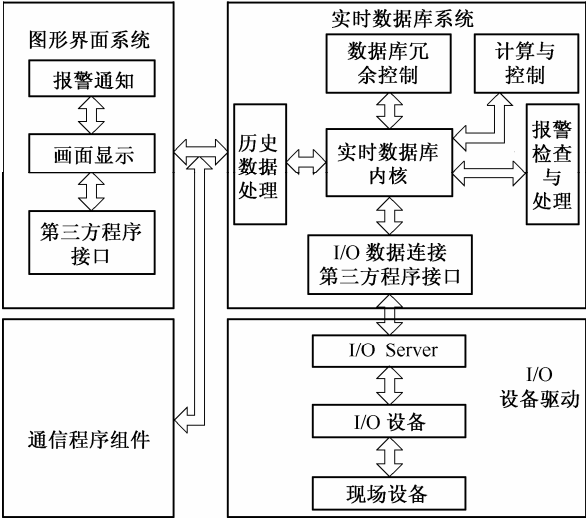 图形界面系统
报警通知
画面显示
第三方程序
接口
实时数据库系统
数据库冗
余控制
计算与
控制
历史
数据
处理
实时数据库
内核
报警
检查
与
处理
I/O 数据连接
第三方程序接口
通信程序组件
I/O Server
I/O 设备
现场设备
I/O
设备驱动